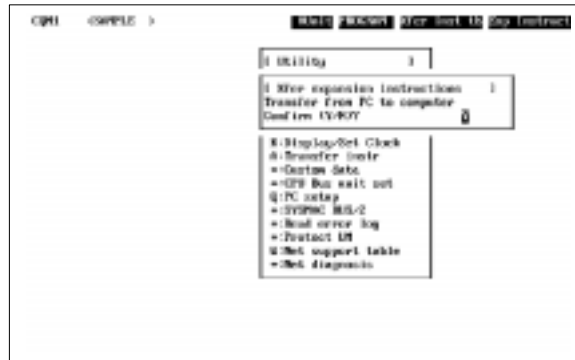 CQM1 <SAMPLE >
[ Utility ]
[ Xfer expansion instructions ]
Transfer from PC to computer
Confirm (Y/N)?
K:Display/Set Clock
A:Transfer instr
*:Custom data
*:CPU Bus unit set
Q:PC setup
*:SYSMAC BUS/2
*:Read error log
*:Protect UM
W:Net support table
*:Net diagnosis